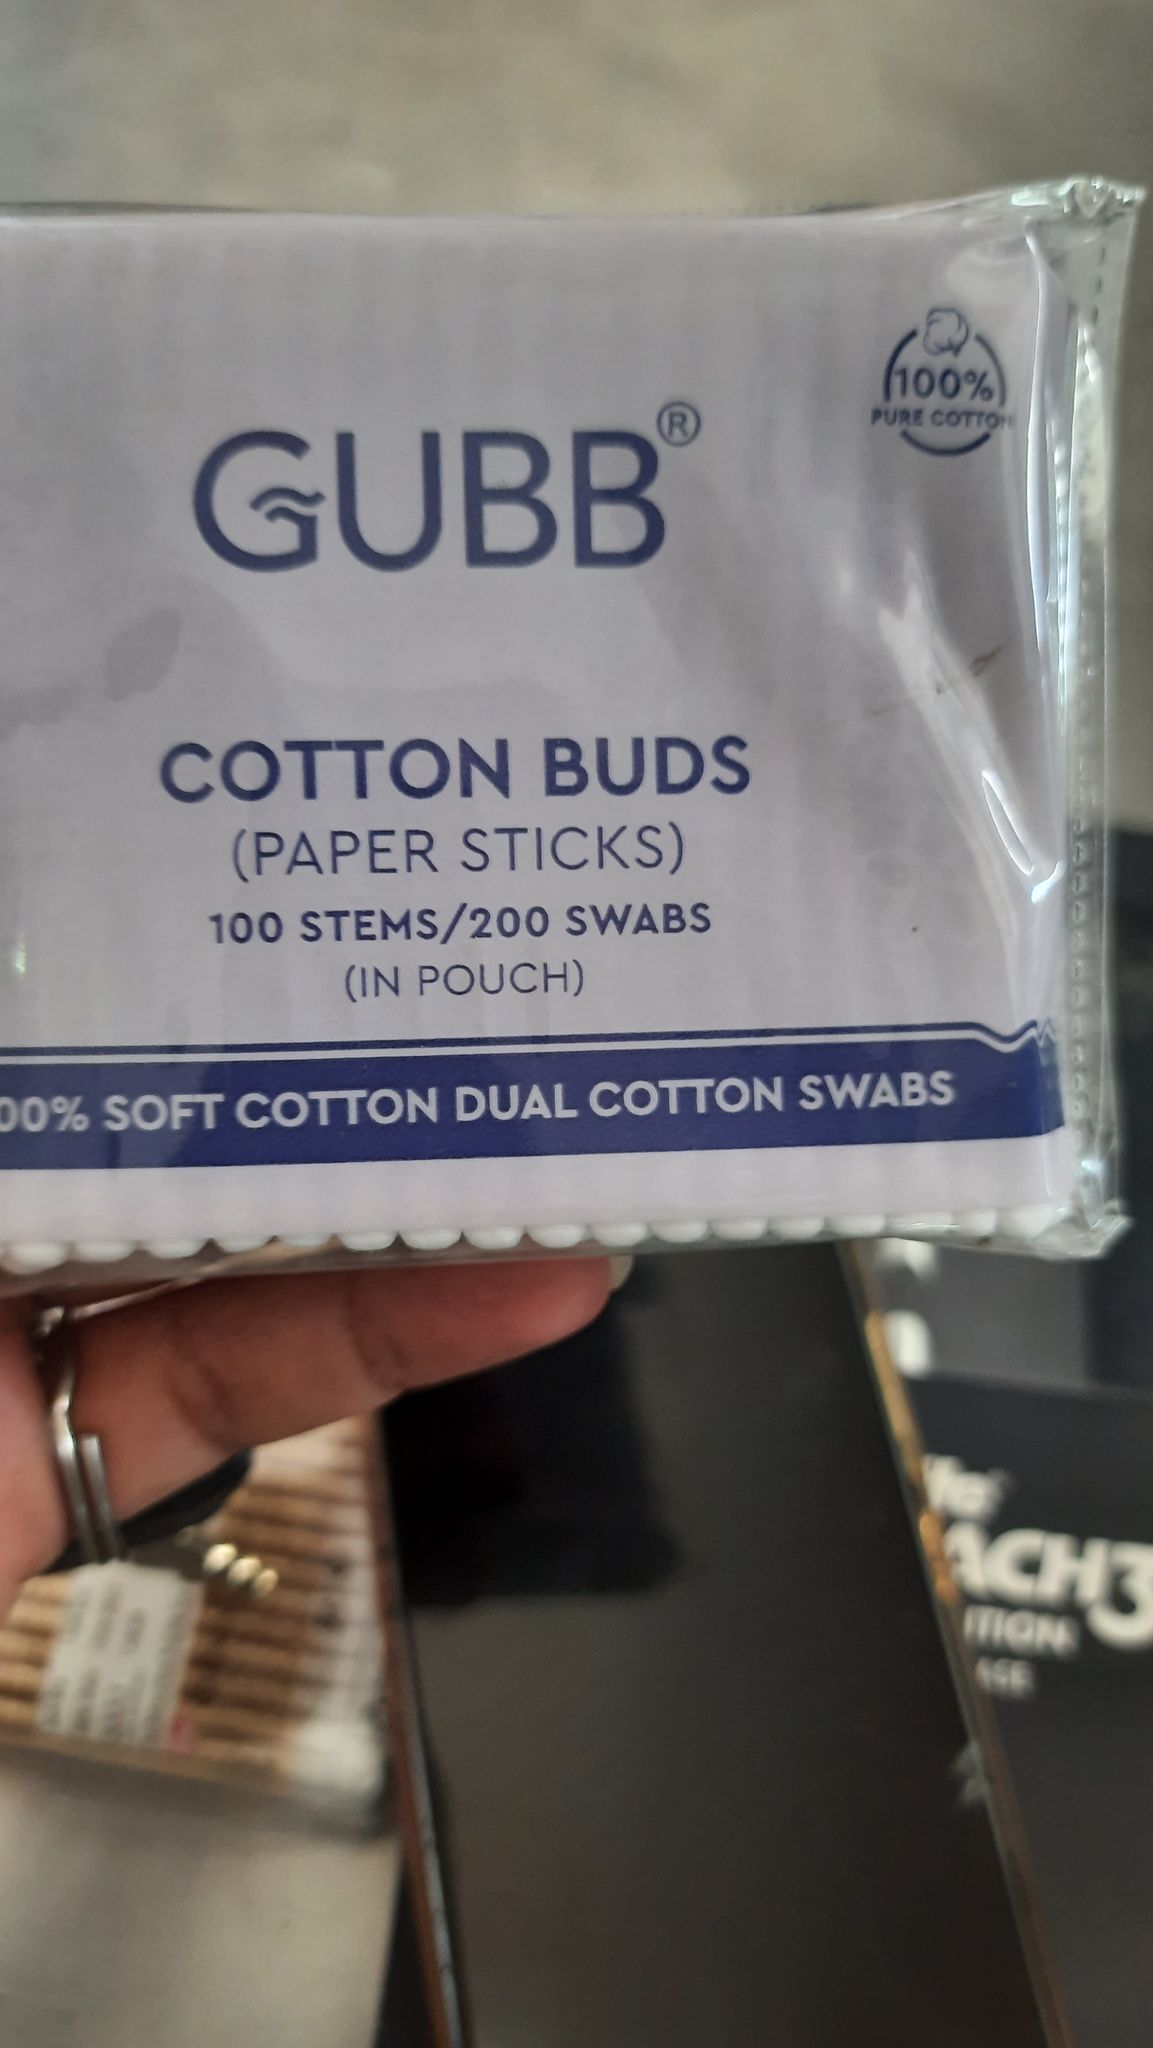 100%
PURE COTTON
GUBB®
COTTON BUDS
(PAPER STICKS)
100 STEMS/200 SWABS
(IN POUCH)
00% SOFT COTTON DUAL COTTON SWABS
ACH3